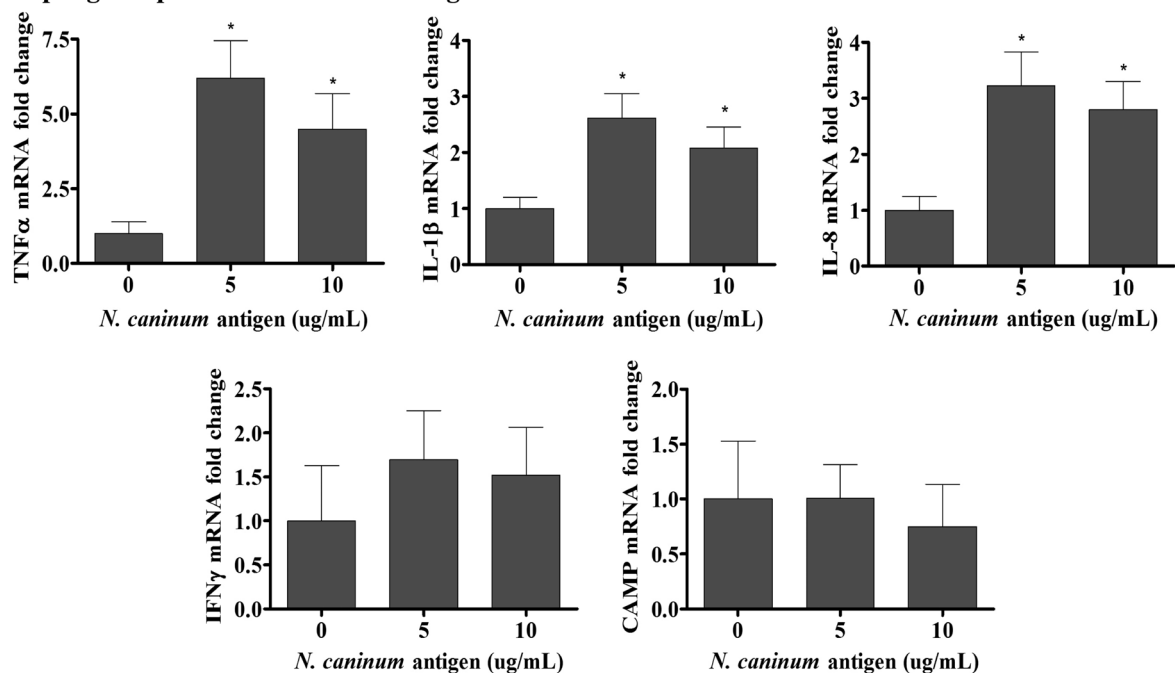 TNFα mRNA fold change
7.5
5.0
2.5
0.0
*
*
0 5 10
N. caninum antigen (ug/mL)
IL-1β mRNA fold change
4
3
2
1
0
*
*
0 5 10
N. caninum antigen (ug/mL)
IL-8 mRNA fold change
4
3
2
1
0
*
*
0 5 10
N. caninum antigen (ug/mL)
IFNγ mRNA fold change
2.5
2.0
1.5
1.0
0.5
0.0
0 5 10
N. caninum antigen (ug/mL)
CAMP mRNA fold change
2.0
1.5
1.0
0.5
0.0
0 5 10
N. caninum antigen (ug/mL)